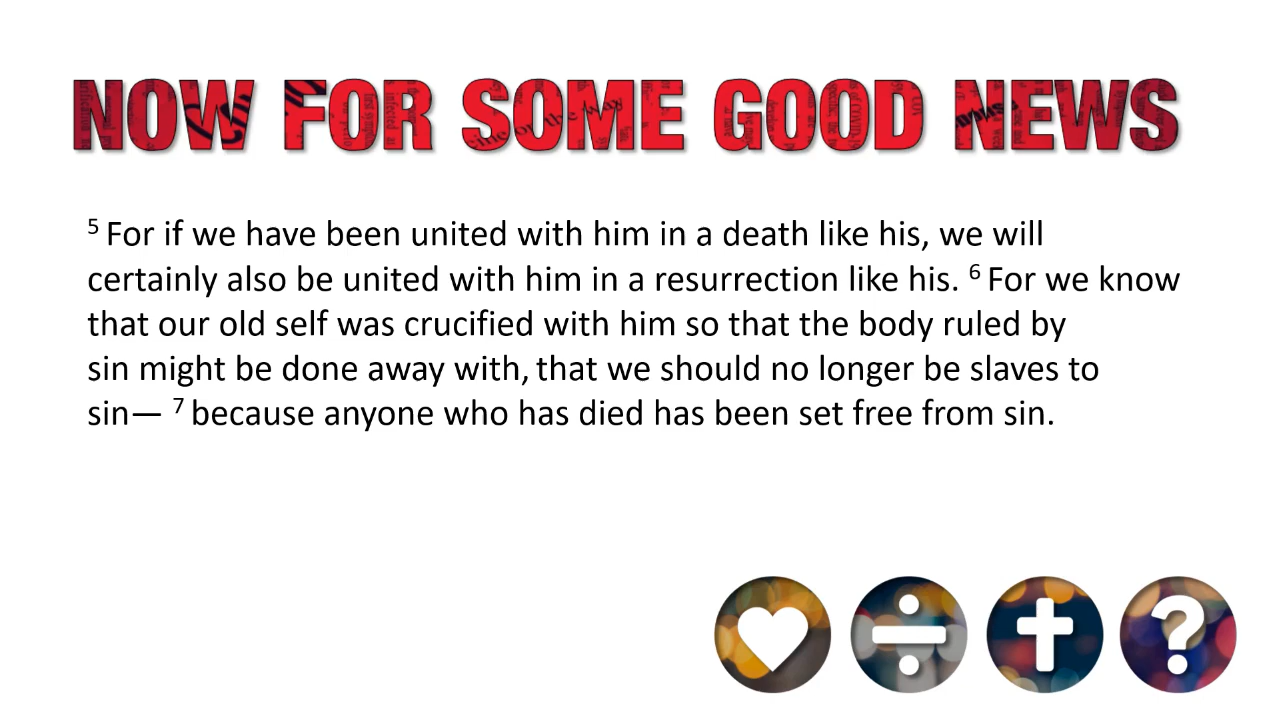 NOW FOR SOME GOOD NEWS
⁵ For if we have been united with him in a death like his, we will
certainly also be united with him in a resurrection like his. ⁶ For we know
that our old self was crucified with him so that the body ruled by
sin might be done away with, that we should no longer be slaves to
sin— ⁷ because anyone who has died has been set free from sin.